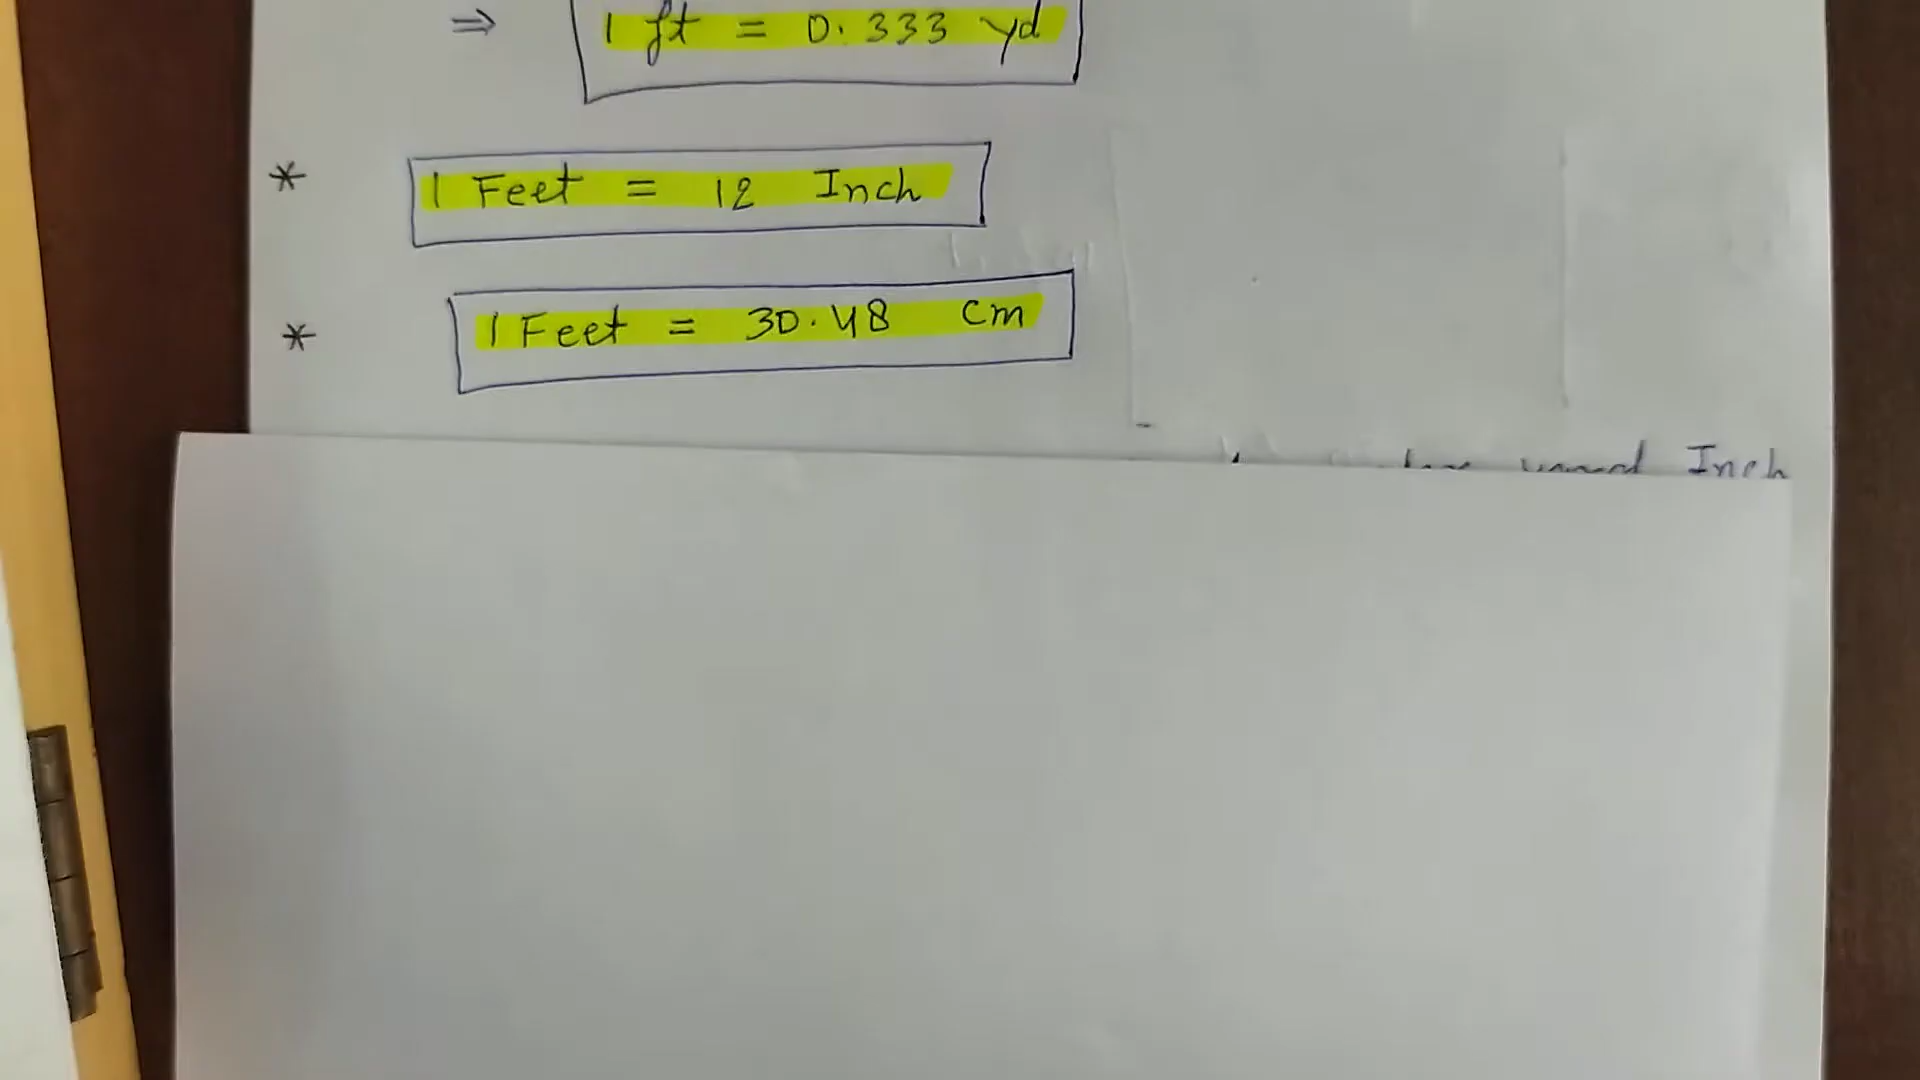 ⇒ 1 ft = 0.333 yd
* 1 Feet = 12 Inch
* 1 Feet = 30.48 cm
Inch